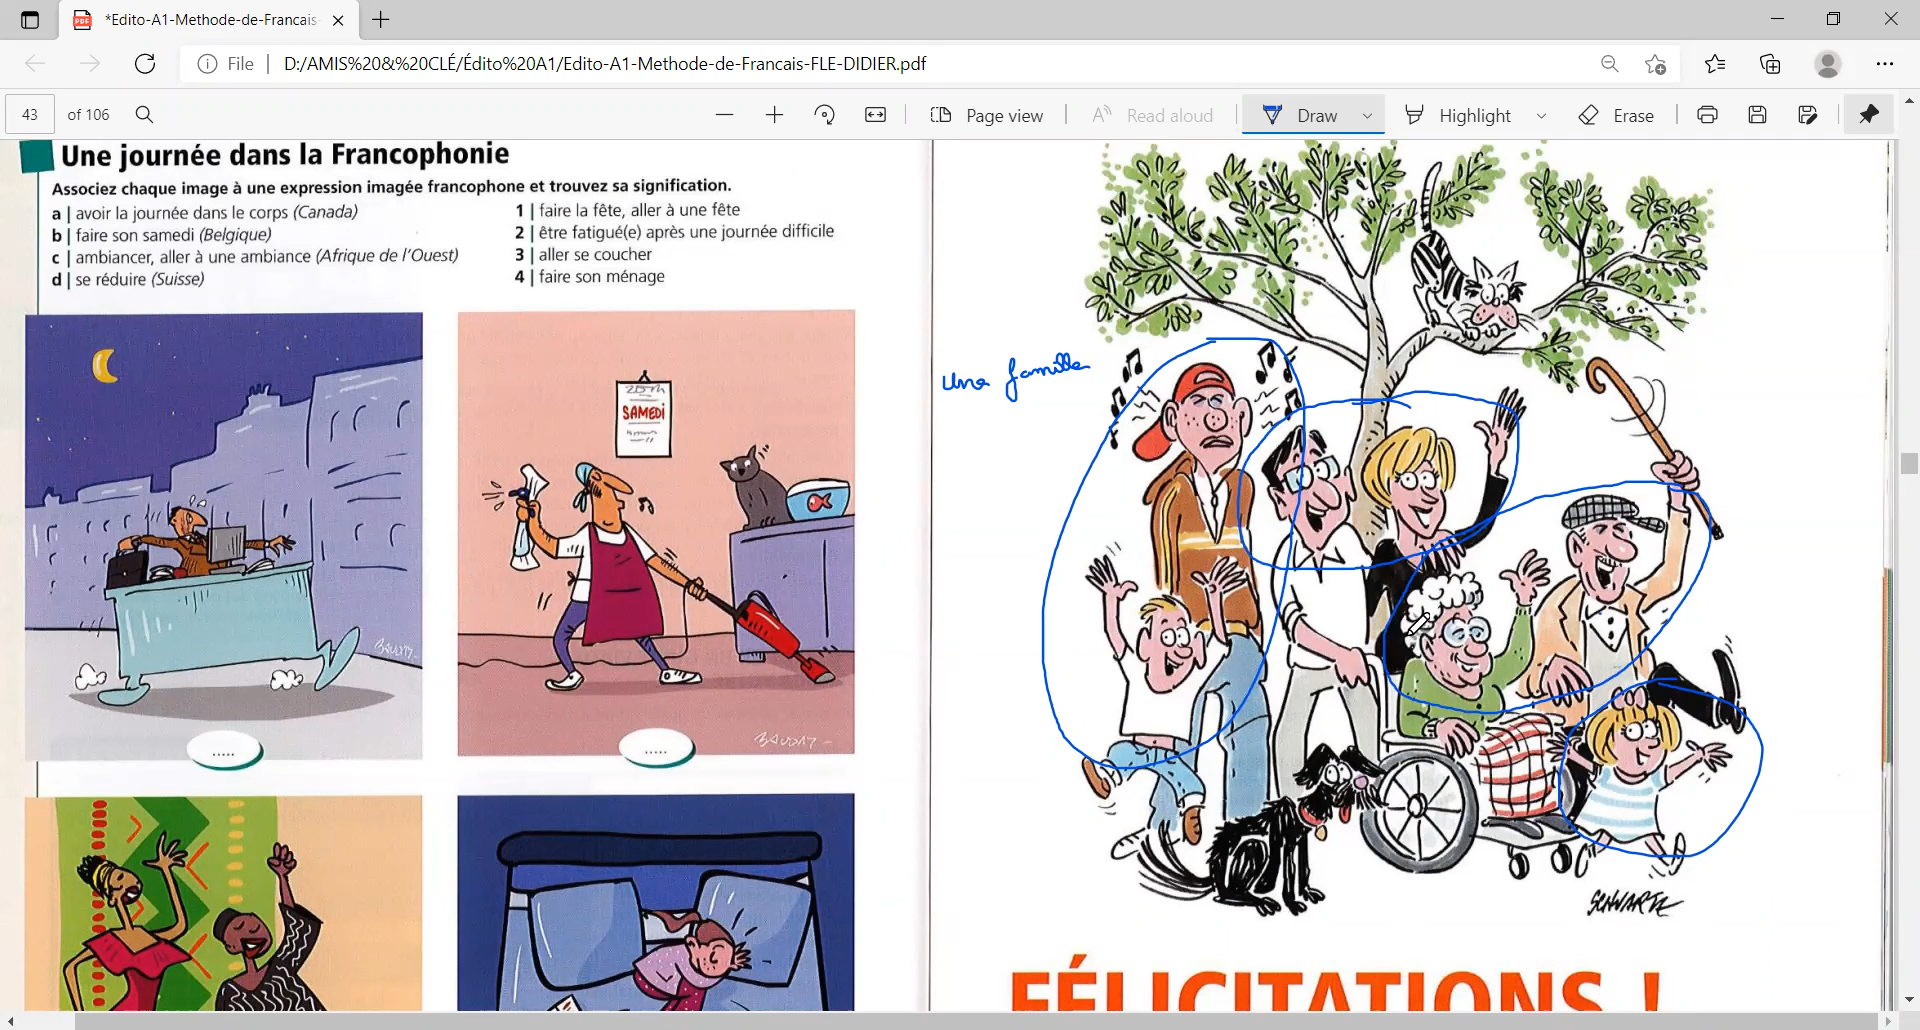 *Edito-A1-Methode-de-Francais-
File
D:/AMIS%20&%20CLÉ/Édito%20A1/Edito-A1-Methode-de-Francais-FLE-DIDIER.pdf
43 of 106
Page view
Read aloud
Draw
Highlight
Erase
Une journée dans la Francophonie
Associez chaque image à une expression imagée francophone et trouvez sa signification.
a | avoir la journée dans le corps (Canada)
b | faire son samedi (Belgique)
c | ambiancer, aller à une ambiance (Afrique de l'Ouest)
d | se réduire (Suisse)
1 | faire la fête, aller à une fête
2 | être fatigué(e) après une journée difficile
3 | aller se coucher
4 | faire son ménage
SAMEDI
.....
.....
Une famille
SCHWARTZ
FÉLICITATIONS !